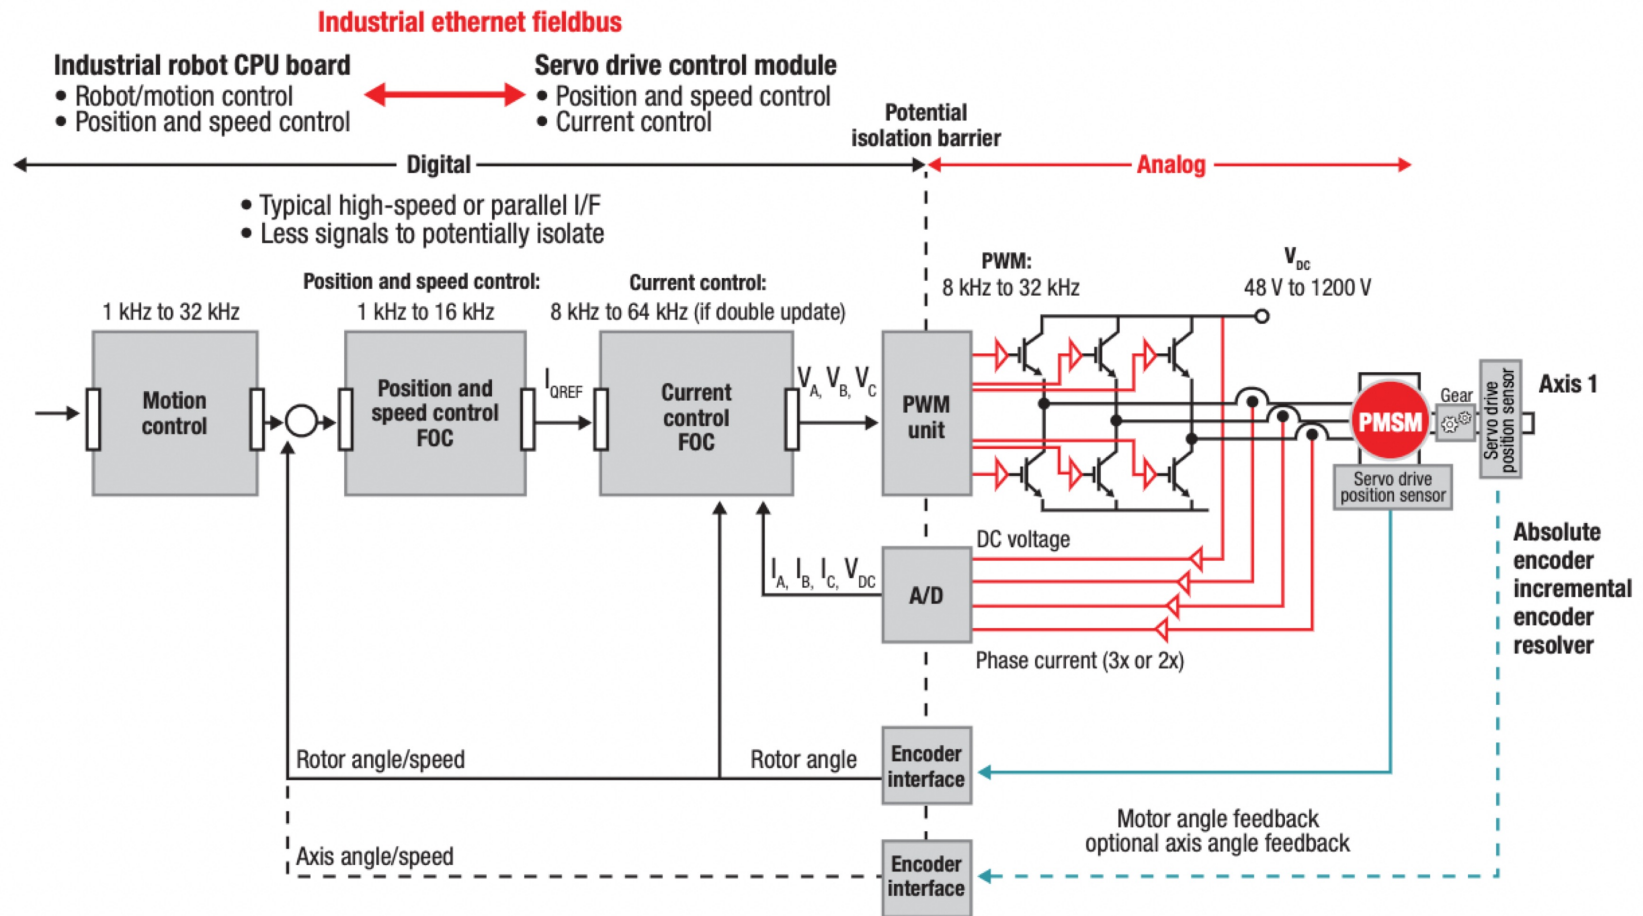 Industrial ethernet fieldbus
Industrial robot CPU board
• Robot/motion control
• Position and speed control
Servo drive control module
• Position and speed control
• Current control
Potential
isolation barrier
Digital
Analog
• Typical high-speed or parallel I/F
• Less signals to potentially isolate
1 kHz to 32 kHz
Position and speed control:
1 kHz to 16 kHz
Current control:
8 kHz to 64 kHz (if double update)
PWM:
8 kHz to 32 kHz
VDC
48 V to 1200 V
Motion
control
Position and
speed control
FOC
IQREF
Current
control
FOC
VA, VB, VC
PWM
unit
PMSM
Gear
Servo drive
position sensor
Axis 1
Servo drive
position sensor
DC voltage
IA, IB, IC, VDC
A/D
Phase current (3x or 2x)
Absolute
encoder
incremental
encoder
resolver
Rotor angle/speed
Rotor angle
Encoder
interface
Motor angle feedback
optional axis angle feedback
Axis angle/speed
Encoder
interface